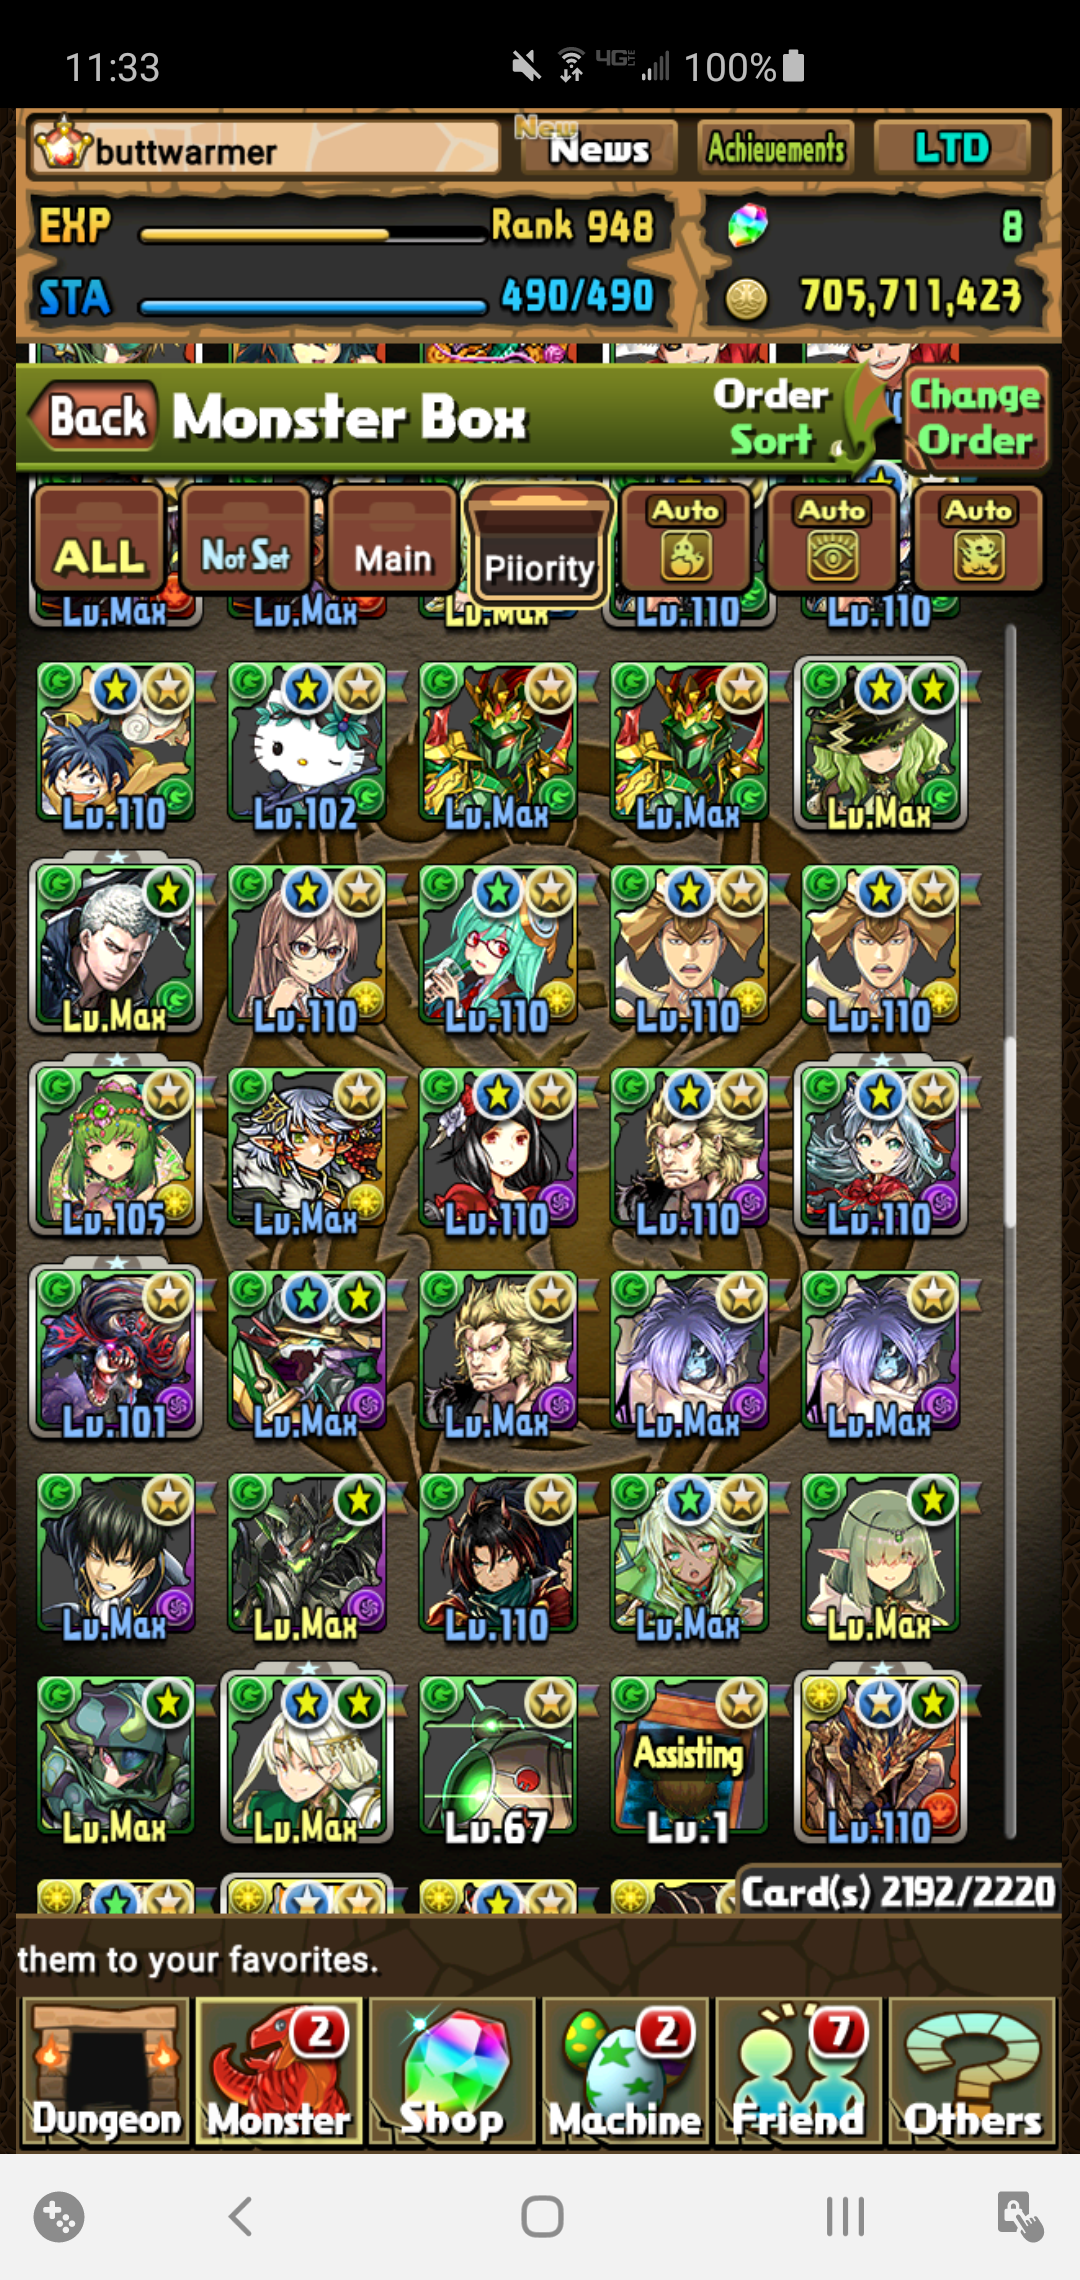 11:33 4G LTE 100%
buttwarmer New News Achievements LTD
EXP Rank 948 8
STA 490/490 705,711,423
Back Monster Box Order Sort Change Order
ALL Not Set Main Piiority Auto Auto Auto
Lv.Max Lv.Max Lv.Max Lv.110 Lv.110
Lv.110 Lv.102 Lv.Max Lv.Max Lv.Max
Lv.Max Lv.110 Lv.110 Lv.110 Lv.110
Lv.105 Lv.Max Lv.110 Lv.110 Lv.110
Lv.101 Lv.Max Lv.Max Lv.Max Lv.Max
Lv.Max Lv.Max Lv.110 Lv.Max Lv.Max
Assisting
Lv.Max Lv.Max Lv.67 Lv.1 Lv.110
Card(s) 2192/2220
them to your favorites.
2 2 7
Dungeon Monster Shop Machine Friend Others